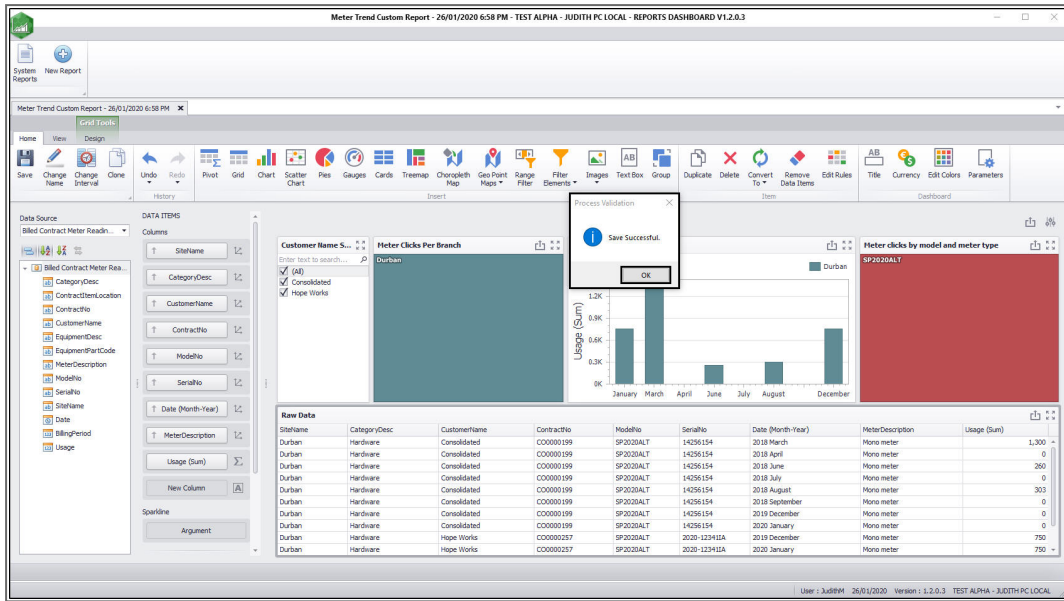 Meter Trend Custom Report - 26/01/2020 6:58 PM - TEST ALPHA - JUDITH PC LOCAL - REPORTS DASHBOARD V1.2.0.3
System Reports New Report
Meter Trend Custom Report - 26/01/2020 6:58 PM
Grid Tools
Home View Design
Save Change Name Change Interval Clone Undo Redo Pivot Grid Chart Scatter Chart Pies Gauges Cards Treemap Choropleth Map Geo Point Maps Range Filter Filter Elements Images Text Box Group Duplicate Delete Convert To Remove Data Items Edit Rules Title Currency Edit Colors Parameters
History Insert Item Dashboard
Data Source
Billed Contract Meter Readin...
Billed Contract Meter Rea...
CategoryDesc
ContractItemLocation
ContractNo
CustomerName
EquipmentDesc
EquipmentPartCode
MeterDescription
ModelNo
SerialNo
SiteName
Date
BillingPeriod
Usage
DATA ITEMS
Columns
SiteName
CategoryDesc
CustomerName
ContractNo
ModelNo
SerialNo
Date (Month-Year)
MeterDescription
Usage (Sum)
New Column
Sparkline
Argument
Customer Name S...
Enter text to search...
(All)
Consolidated
Hope Works
Meter Clicks Per Branch
Durban
Process Validation
Save Successful.
OK
Durban
Usage (Sum)
1.2K
0.9K
0.6K
0.3K
0K
January March April June July August December
Meter clicks by model and meter type
SP2020ALT
Raw Data
SiteName CategoryDesc CustomerName ContractNo ModelNo SerialNo Date (Month-Year) MeterDescription Usage (Sum)
Durban Hardware Consolidated CO0000199 SP2020ALT 14256154 2018 March Mono meter 1,300
Durban Hardware Consolidated CO0000199 SP2020ALT 14256154 2018 April Mono meter 0
Durban Hardware Consolidated CO0000199 SP2020ALT 14256154 2018 June Mono meter 260
Durban Hardware Consolidated CO0000199 SP2020ALT 14256154 2018 July Mono meter 0
Durban Hardware Consolidated CO0000199 SP2020ALT 14256154 2018 August Mono meter 303
Durban Hardware Consolidated CO0000199 SP2020ALT 14256154 2018 September Mono meter 0
Durban Hardware Consolidated CO0000199 SP2020ALT 14256154 2019 December Mono meter 0
Durban Hardware Consolidated CO0000199 SP2020ALT 14256154 2020 January Mono meter 0
Durban Hardware Hope Works CO0000257 SP2020ALT 2020-12341IA 2019 December Mono meter 750
Durban Hardware Hope Works CO0000257 SP2020ALT 2020-12341IA 2020 January Mono meter 750
User : JudithM 26/01/2020 Version : 1.2.0.3 TEST ALPHA - JUDITH PC LOCAL